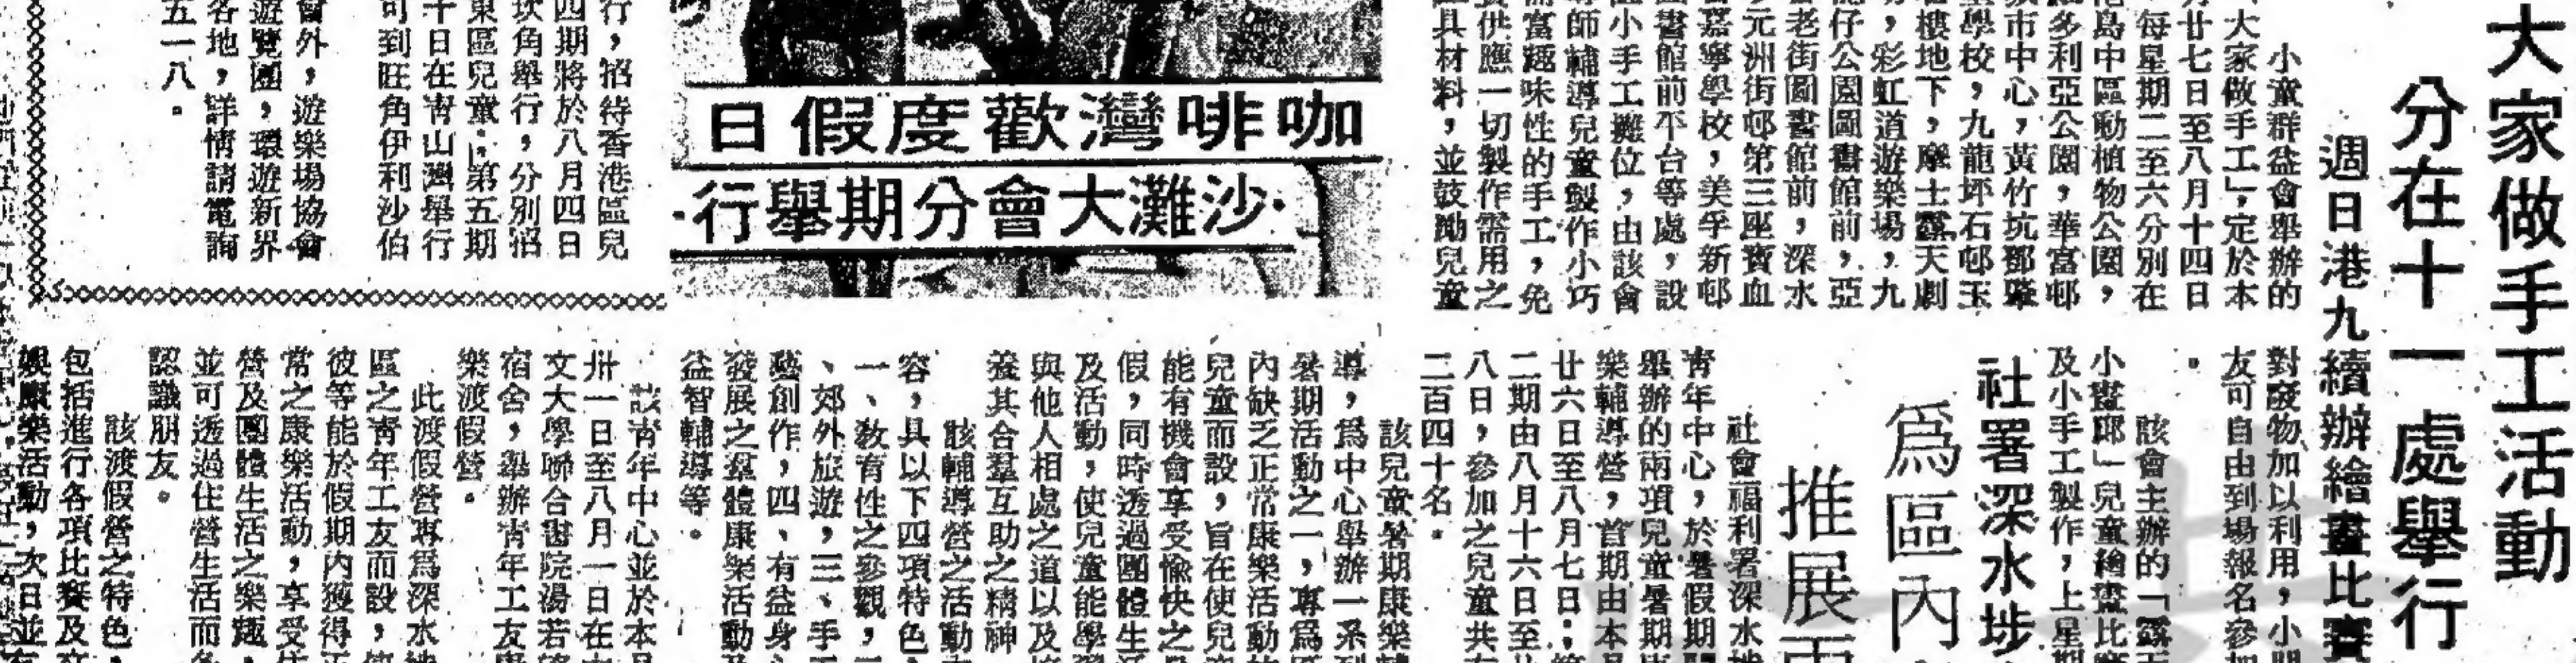 大家做手工活動
分在十一處舉行
週日港九續辦繪畫比賽
小童群益會舉辦的
大家做手工」,定於本
月廿七日至八月十四日
每星期二至六分別在
港島中區動植物公園,
維多利亞公園,華富邨
市中心,黃竹坑鄧肇
學校,九龍坪石邨玉
樓地下,摩士露天劇
,彩虹道遊樂場,九
龍仔公園圖書館前,亞
老街圖書館前,深水
元洲街邨第三座寶血
嘉寧學校,美孚新邨
圖書館前平台等處,設
小手工攤位,由該會
導師輔導兒童製作小巧
而富趣味性的手工,免
費供應一切製作需用之
工具材料,並鼓勵兒童
對廢物加以利用,小朋
友可自由到場報名參加
。
該會主辦的「露天
小畫邸」兒童繪畫比賽
及小手工製作,上星期
社署深水埗
為區內
推展
社會福利署深水埗
青年中心,於暑假期間
舉辦的兩項兒童暑期康
樂輔導營,首期由本月
廿六日至八月七日;第
二期由八月十六日至廿
八日,參加之兒童共有
二百四十名。
該兒童暑期康樂輔
導,為中心舉辦一系列
暑期活動之一,專為區
內缺乏正常康樂活動的
兒童而設,旨在使兒童
能有機會享受愉快之暑
假,同時透過團體生活
及活動,使兒童能學習
與他人相處之道以及培
養其合羣互助之精神
該輔導營之活動內
容,具以下四項特色,
一、教育性之參觀,二
、郊外旅遊,三、手工
藝創作,四、有益身心
發展之羣體康樂活動及
益智輔導等。
該青年中心並於本月
卅一日至八月一日在中
文大學聯合書院湯若望
宿舍,舉辦青年工友康
樂渡假營。
此渡假營專為深水埗
區之青年工友而設,使
彼等能於假期內獲得正
常之康樂活動,享受住
營及團體生活之樂趣,
並可透過住營生活而多
認識朋友。
該渡假營之特色,
包括進行各項比賽及文
娛康樂活動,次日並有
咖啡灣歡度假日
·沙灘大會分期舉行·
行,招待香港區兒
四期將於八月四日
坎角舉行,分別招
東區兒童;第五期
十日在青山灣舉行
可到旺角伊利沙伯
會外,遊樂場協會
遊覽團,環遊新界
各地,詳情請電詢
五一八。